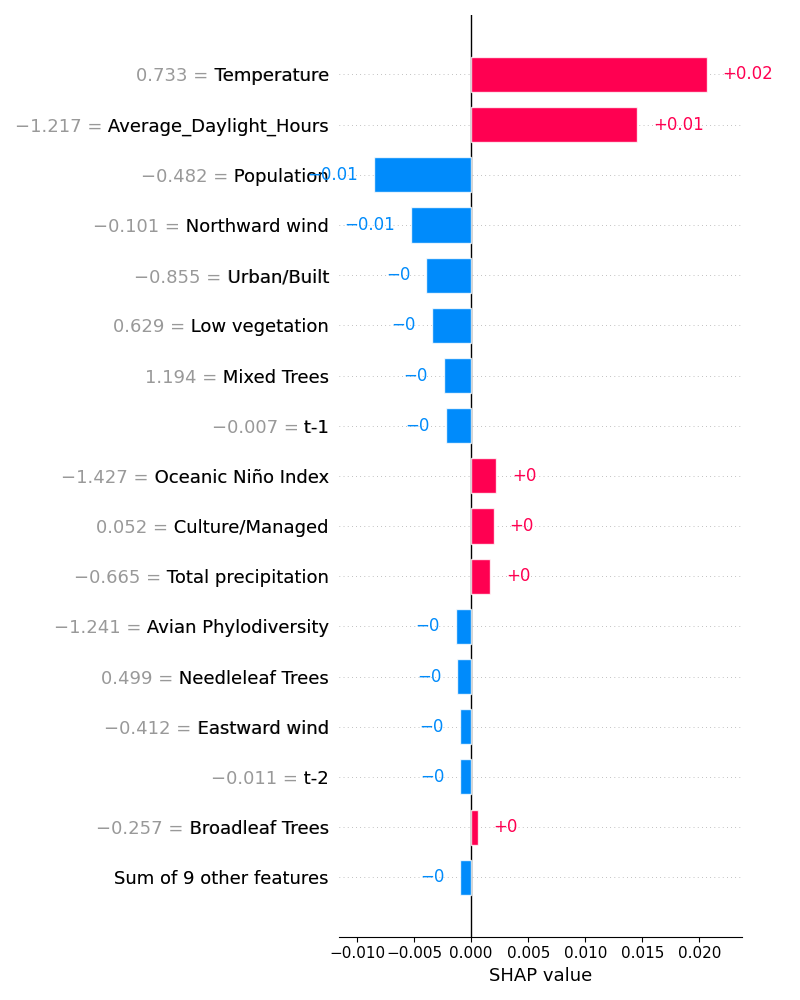 0.733 = Temperature +0.02
−1.217 = Average_Daylight_Hours +0.01
−0.482 = Population −0.01
−0.101 = Northward wind −0.01
−0.855 = Urban/Built −0
0.629 = Low vegetation −0
1.194 = Mixed Trees −0
−0.007 = t-1 −0
−1.427 = Oceanic Niño Index +0
0.052 = Culture/Managed +0
−0.665 = Total precipitation +0
−1.241 = Avian Phylodiversity −0
0.499 = Needleleaf Trees −0
−0.412 = Eastward wind −0
−0.011 = t-2 −0
−0.257 = Broadleaf Trees +0
Sum of 9 other features −0
−0.010 −0.005 0.000 0.005 0.010 0.015 0.020
SHAP value